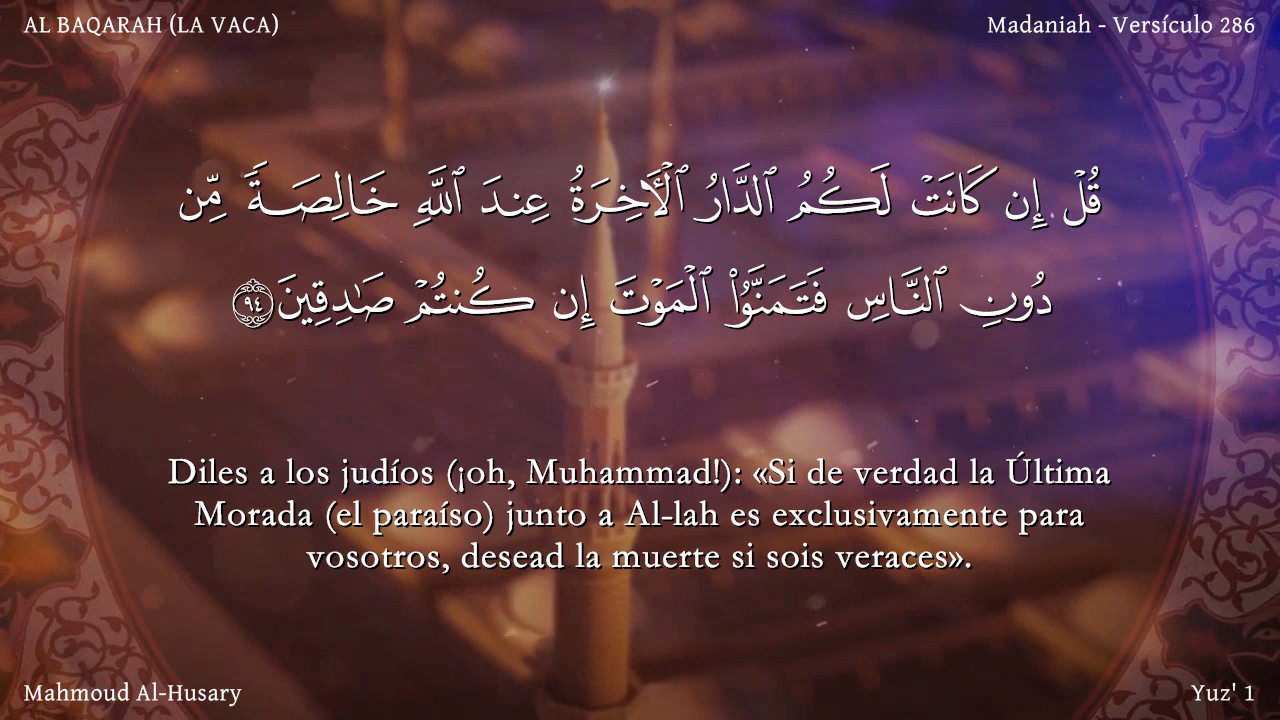 AL BAQARAH (LA VACA)
Madaniah - Versículo 286
قُلْ إِن كَانَتْ لَكُمُ ٱلدَّارُ ٱلْأَخِرَةُ عِندَ ٱللَّهِ خَالِصَةً مِّن
دُونِ ٱلنَّاسِ فَتَمَنَّوُا۟ ٱلْمَوْتَ إِن كُنتُمْ صَـٰدِقِينَ ٩٤
Diles a los judíos (¡oh, Muhammad!): «Si de verdad la Última
Morada (el paraíso) junto a Al-lah es exclusivamente para
vosotros, desead la muerte si sois veraces».
Mahmoud Al-Husary
Yuz' 1